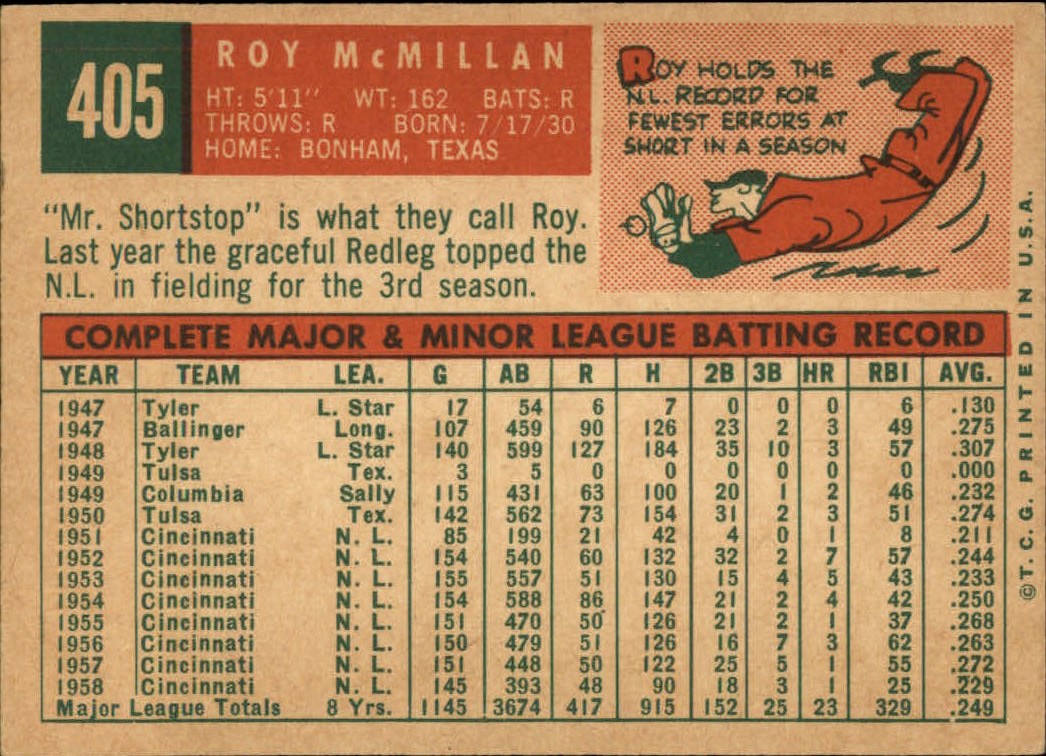 405
ROY McMILLAN
HT: 5'11" WT: 162 BATS: R
THROWS: R BORN: 7/17/30
HOME: BONHAM, TEXAS
ROY HOLDS THE
N.L. RECORD FOR
FEWEST ERRORS AT
SHORT IN A SEASON
"Mr. Shortstop" is what they call Roy.
Last year the graceful Redleg topped the
N.L. in fielding for the 3rd season.
COMPLETE MAJOR & MINOR LEAGUE BATTING RECORD
YEAR TEAM LEA. G AB R H 2B 3B HR RBI AVG.
1947 Tyler L. Star 17 54 6 7 0 0 0 6 .130
1947 Ballinger Long. 107 459 90 126 23 2 3 49 .275
1948 Tyler L. Star 140 599 127 184 35 10 3 57 .307
1949 Tulsa Tex. 3 5 0 0 0 0 0 0 .000
1949 Columbia Sally 115 431 63 100 20 1 2 46 .232
1950 Tulsa Tex. 142 562 73 154 31 2 3 51 .274
1951 Cincinnati N. L. 85 199 21 42 4 0 1 8 .211
1952 Cincinnati N. L. 154 540 60 132 32 2 7 57 .244
1953 Cincinnati N. L. 155 557 51 130 15 4 5 43 .233
1954 Cincinnati N. L. 154 588 86 147 21 2 4 42 .250
1955 Cincinnati N. L. 151 470 50 126 21 2 1 37 .268
1956 Cincinnati N. L. 150 479 51 126 16 7 3 62 .263
1957 Cincinnati N. L. 151 448 50 122 25 5 1 55 .272
1958 Cincinnati N. L. 145 393 48 90 18 3 1 25 .229
Major League Totals 8 Yrs. 1145 3674 417 915 152 25 23 329 .249
©T. C. G. PRINTED IN U.S.A.